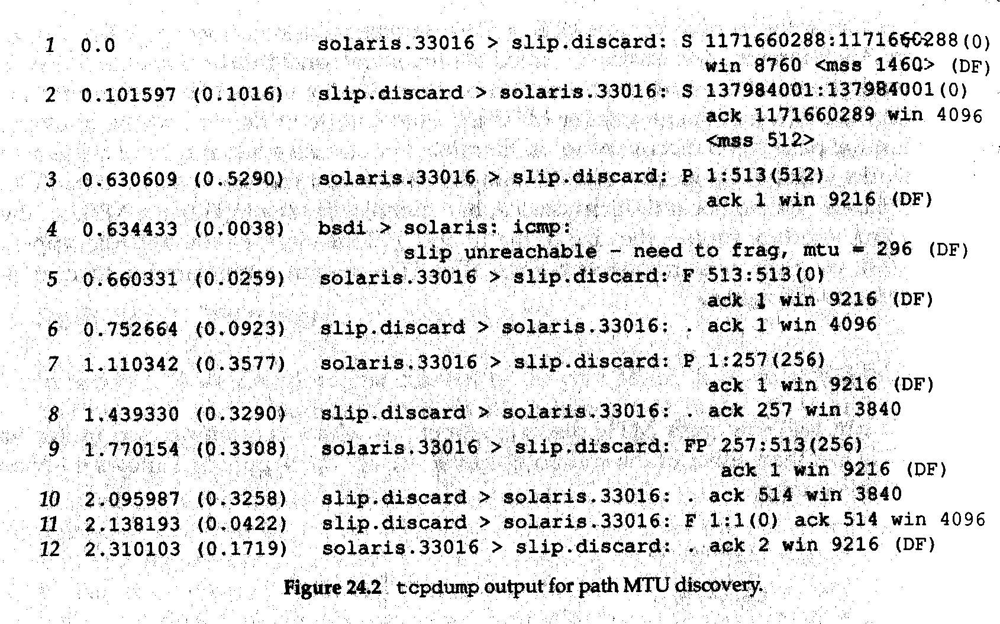 1 0.0 solaris.33016 > slip.discard: S 1171660288:1171660288(0)
win 8760 <mss 1460> (DF)
2 0.101597 (0.1016) slip.discard > solaris.33016: S 137984001:137984001(0)
ack 1171660289 win 4096
<mss 512>
3 0.630609 (0.5290) solaris.33016 > slip.discard: P 1:513(512)
ack 1 win 9216 (DF)
4 0.634433 (0.0038) bsdi > solaris: icmp:
slip unreachable - need to frag, mtu = 296 (DF)
5 0.660331 (0.0259) solaris.33016 > slip.discard: F 513:513(0)
ack 1 win 9216 (DF)
6 0.752664 (0.0923) slip.discard > solaris.33016: . ack 1 win 4096
7 1.110342 (0.3577) solaris.33016 > slip.discard: P 1:257(256)
ack 1 win 9216 (DF)
8 1.439330 (0.3290) slip.discard > solaris.33016: . ack 257 win 3840
9 1.770154 (0.3308) solaris.33016 > slip.discard: FP 257:513(256)
ack 1 win 9216 (DF)
10 2.095987 (0.3258) slip.discard > solaris.33016: . ack 514 win 3840
11 2.138193 (0.0422) slip.discard > solaris.33016: F 1:1(0) ack 514 win 4096
12 2.310103 (0.1719) solaris.33016 > slip.discard: . ack 2 win 9216 (DF)
Figure 24.2 tcpdump output for path MTU discovery.